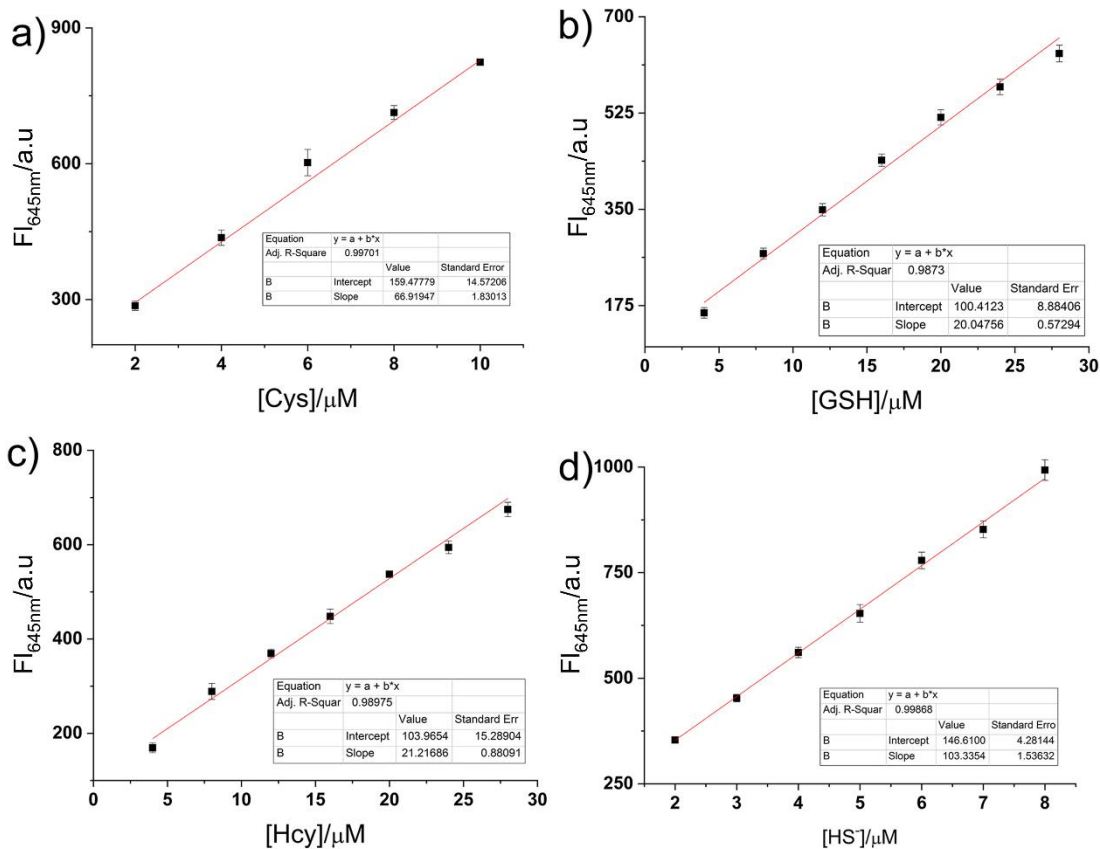 a)
900
600
300
FI645nm/a.u
2 4 6 8 10
[Cys]/μM
Equation y = a + b*x
Adj. R-Square 0.99701
Value Standard Error
B Intercept 159.47779 14.57206
B Slope 66.91947 1.83013
b)
700
525
350
175
FI645nm/a.u
0 5 10 15 20 25 30
[GSH]/μM
Equation y = a + b*x
Adj. R-Squar 0.9873
Value Standard Err
B Intercept 100.4123 8.88406
B Slope 20.04756 0.57294
c)
800
600
400
200
FI645nm/a.u
0 5 10 15 20 25 30
[Hcy]/μM
Equation y = a + b*x
Adj. R-Squar 0.98975
Value Standard Err
B Intercept 103.9654 15.28904
B Slope 21.21686 0.88091
d)
1000
750
500
250
FI645nm/a.u
2 3 4 5 6 7 8
[HS⁻]/μM
Equation y = a + b*x
Adj. R-Squar 0.99868
Value Standard Erro
B Intercept 146.6100 4.28144
B Slope 103.3354 1.53632